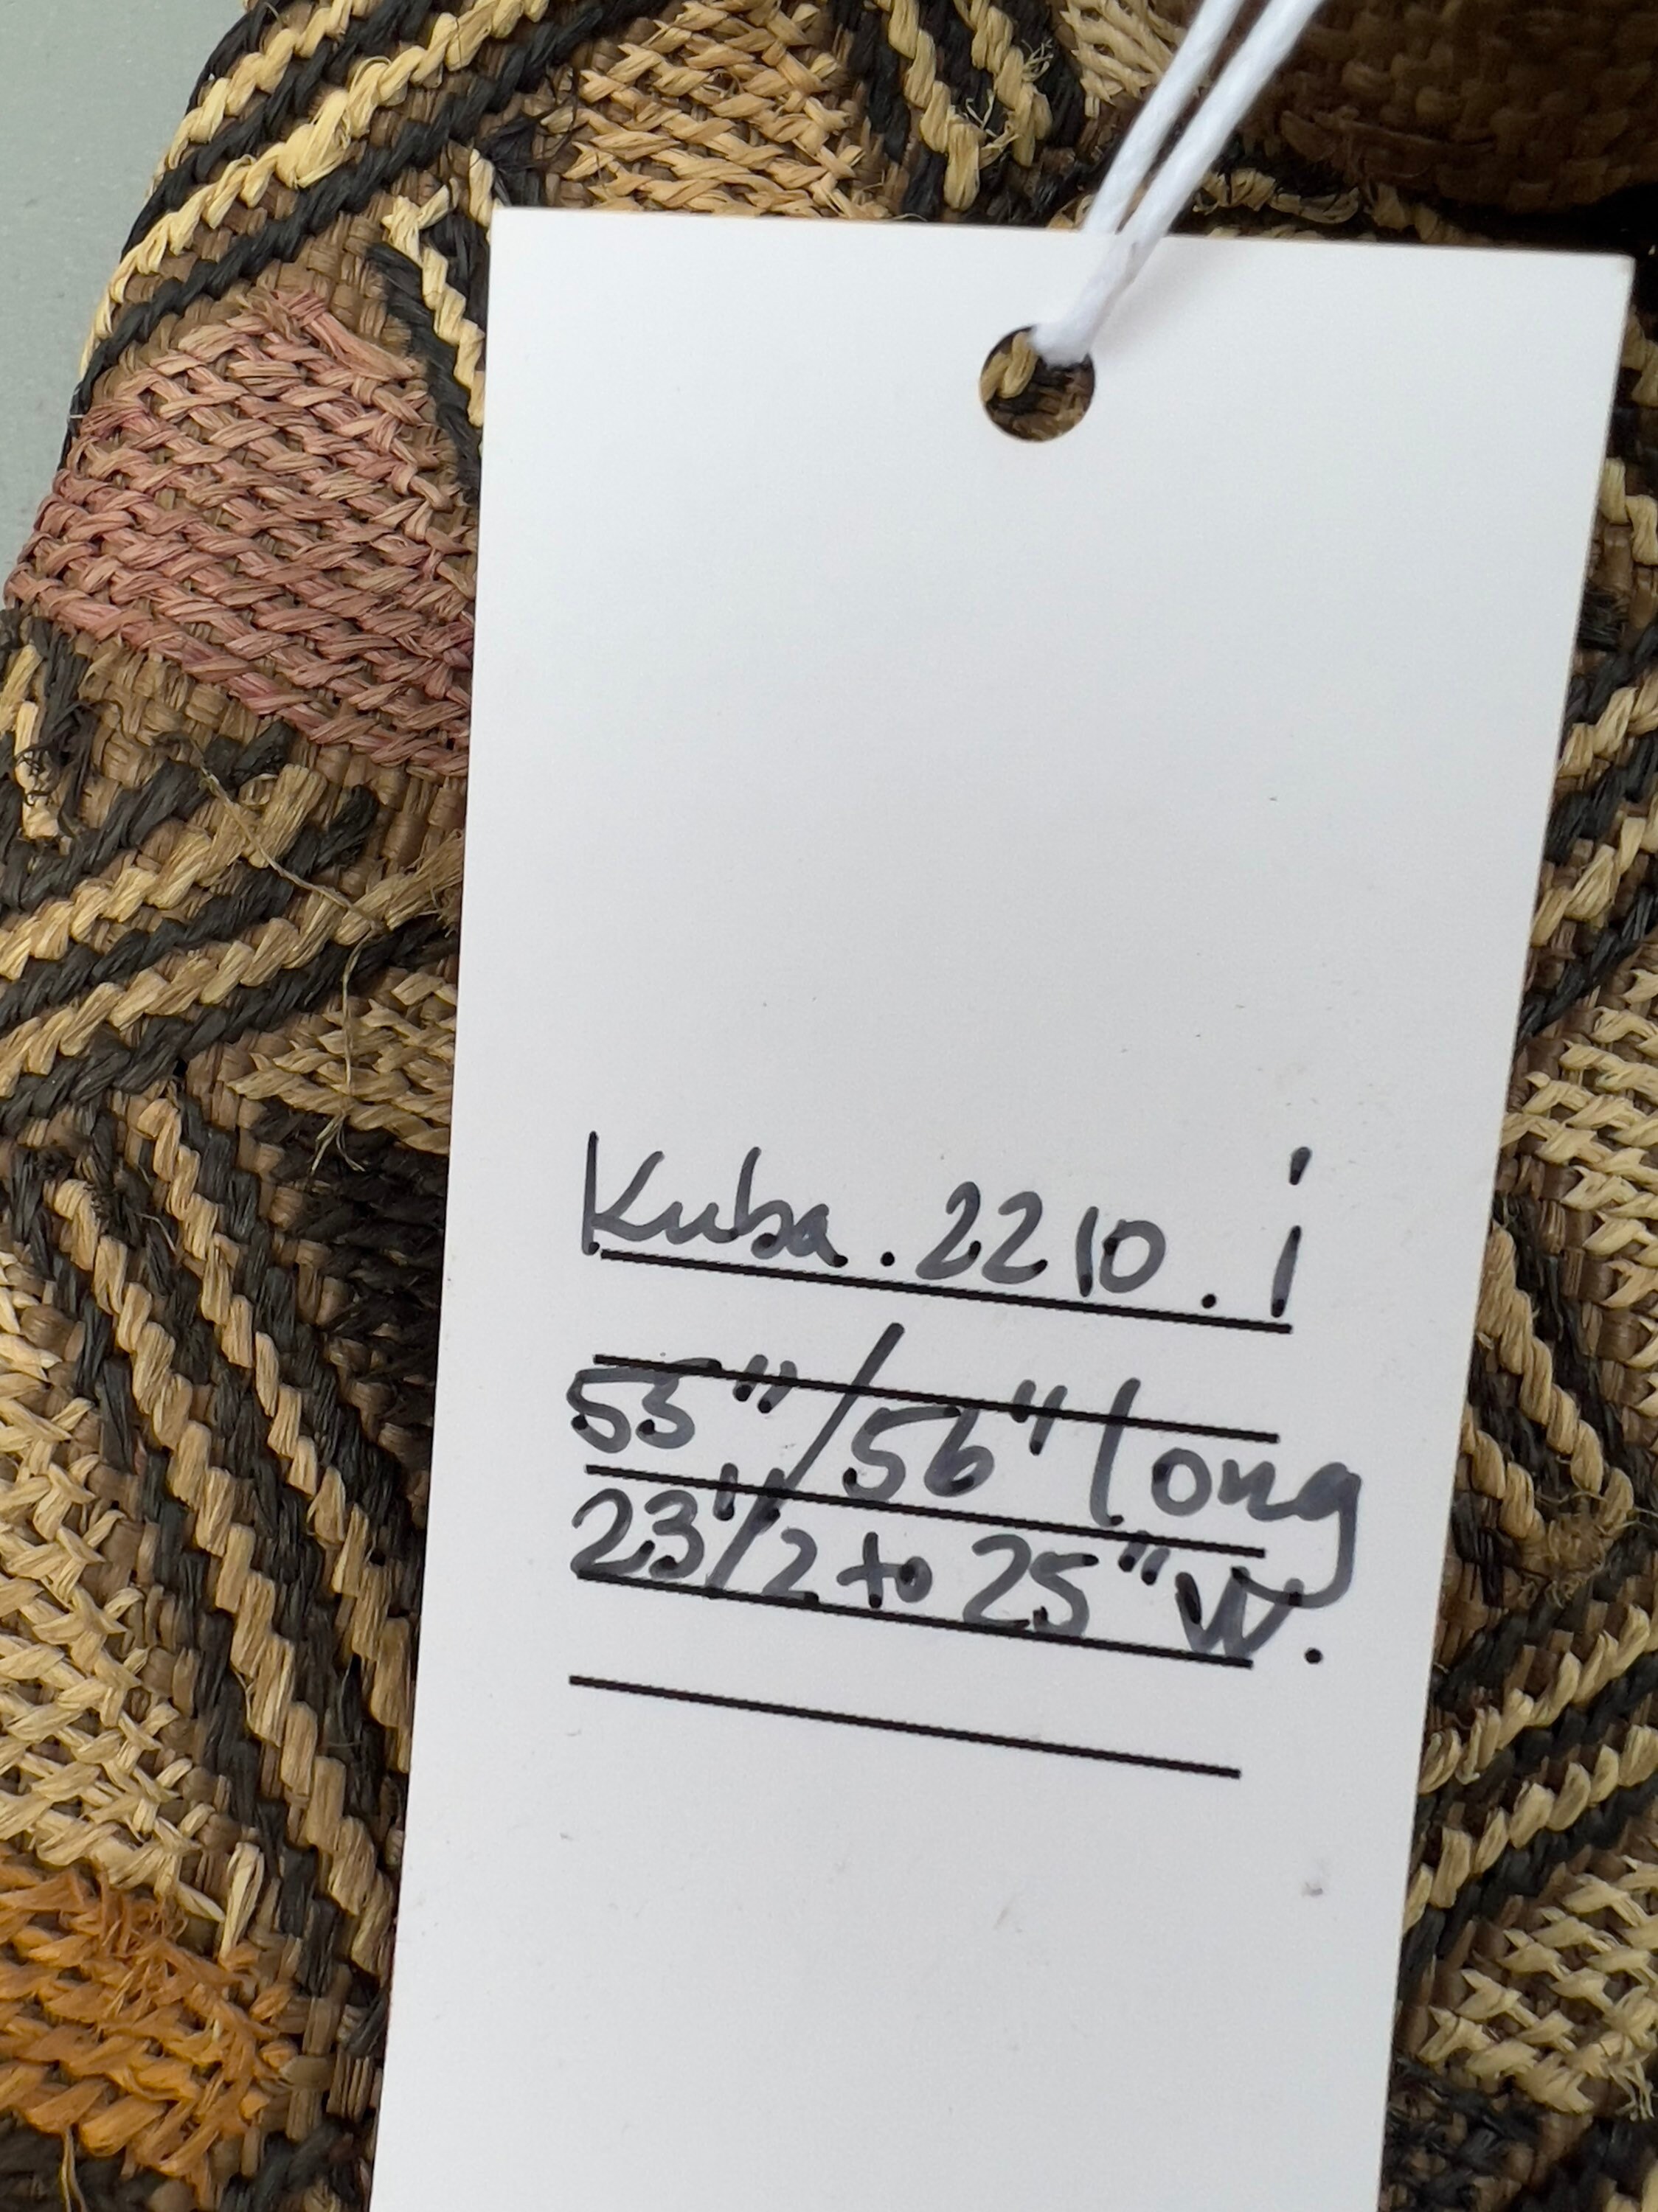 Kuba . 2210 . i
55"/56" long
23 1/2 to 25" W.